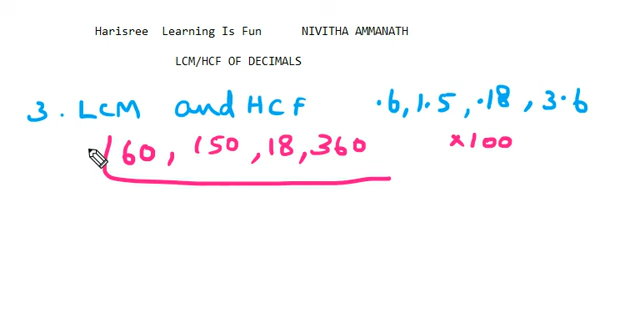 Harisree Learning Is Fun NIVITHA AMMANATH
LCM/HCF OF DECIMALS
3. LCM and HCF .6, 1.5, .18, 3.6
60, 150, 18, 360 ×100